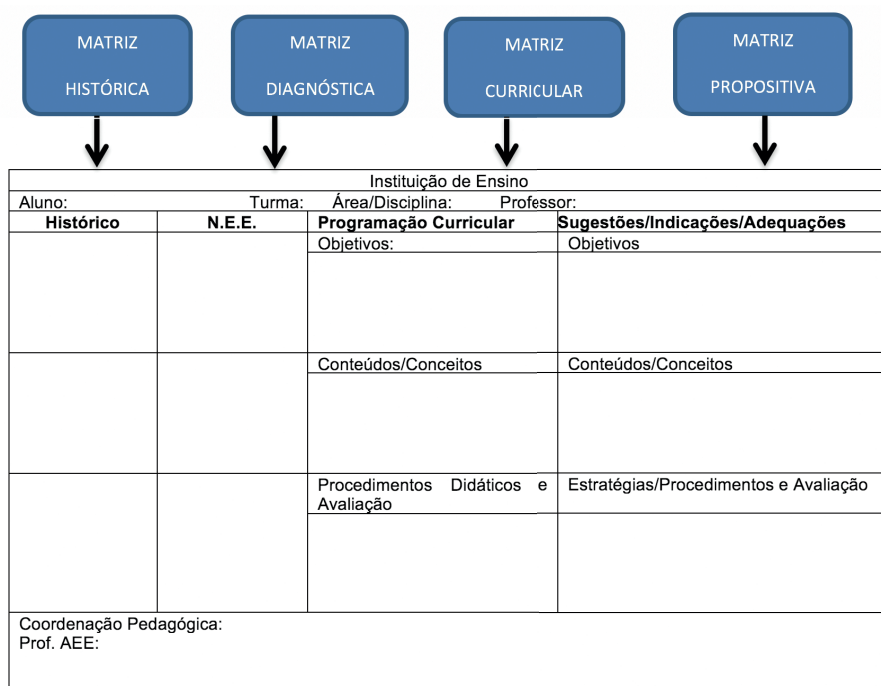 MATRIZ
HISTÓRICA
MATRIZ
DIAGNÓSTICA
MATRIZ
CURRICULAR
MATRIZ
PROPOSITIVA
Instituição de Ensino
Aluno: Turma: Área/Disciplina: Professor:
Histórico N.E.E. Programação Curricular Sugestões/Indicações/Adequações
Objetivos: Objetivos
Conteúdos/Conceitos Conteúdos/Conceitos
Procedimentos Didáticos e Estratégias/Procedimentos e Avaliação
Avaliação
Coordenação Pedagógica:
Prof. AEE: